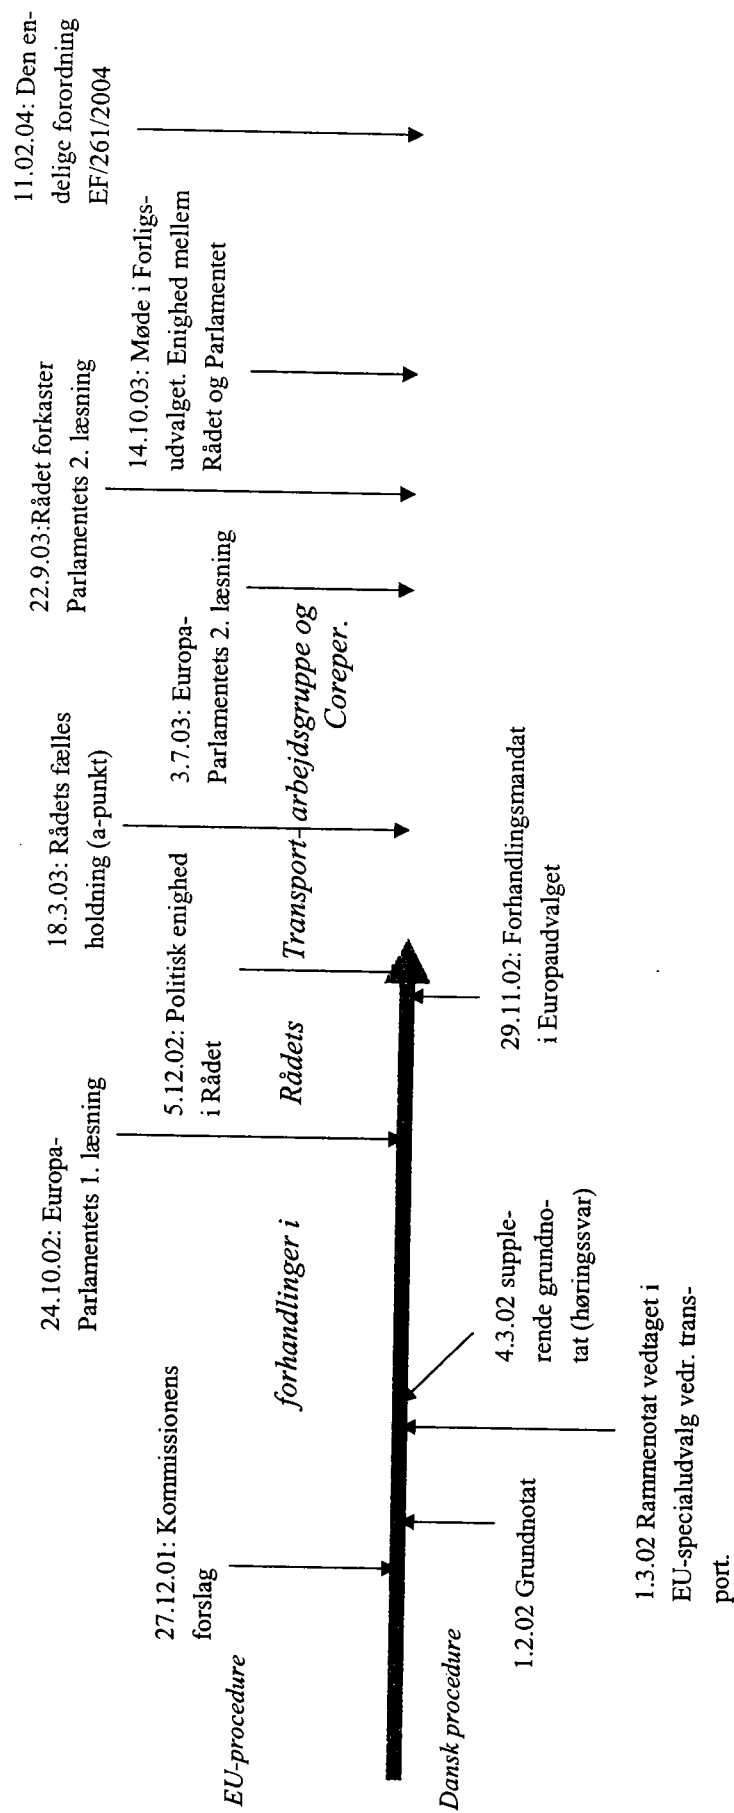 EU-procedure
27.12.01: Kommissionens
forslag
24.10.02: Europa-
Parlamentets 1. læsning
5.12.02: Politisk enighed
i Rådet
18.3.03: Rådets fælles
holdning (a-punkt)
3.7.03: Europa-
Parlamentets 2. læsning
22.9.03:Rådet forkaster
Parlamentets 2. læsning
14.10.03: Møde i Forligs-
udvalget. Enighed mellem
Rådet og Parlamentet
11.02.04: Den en-
delige forordning
EF/261/2004
forhandlinger i Rådets Transport- arbejdsgruppe og
Coreper.
Dansk procedure
1.2.02 Grundnotat
1.3.02 Rammenotat vedtaget i
EU-specialudvalg vedr. trans-
port.
4.3.02 supple-
rende grundno-
tat (høringssvar)
29.11.02: Forhandlingsmandat
i Europaudvalget